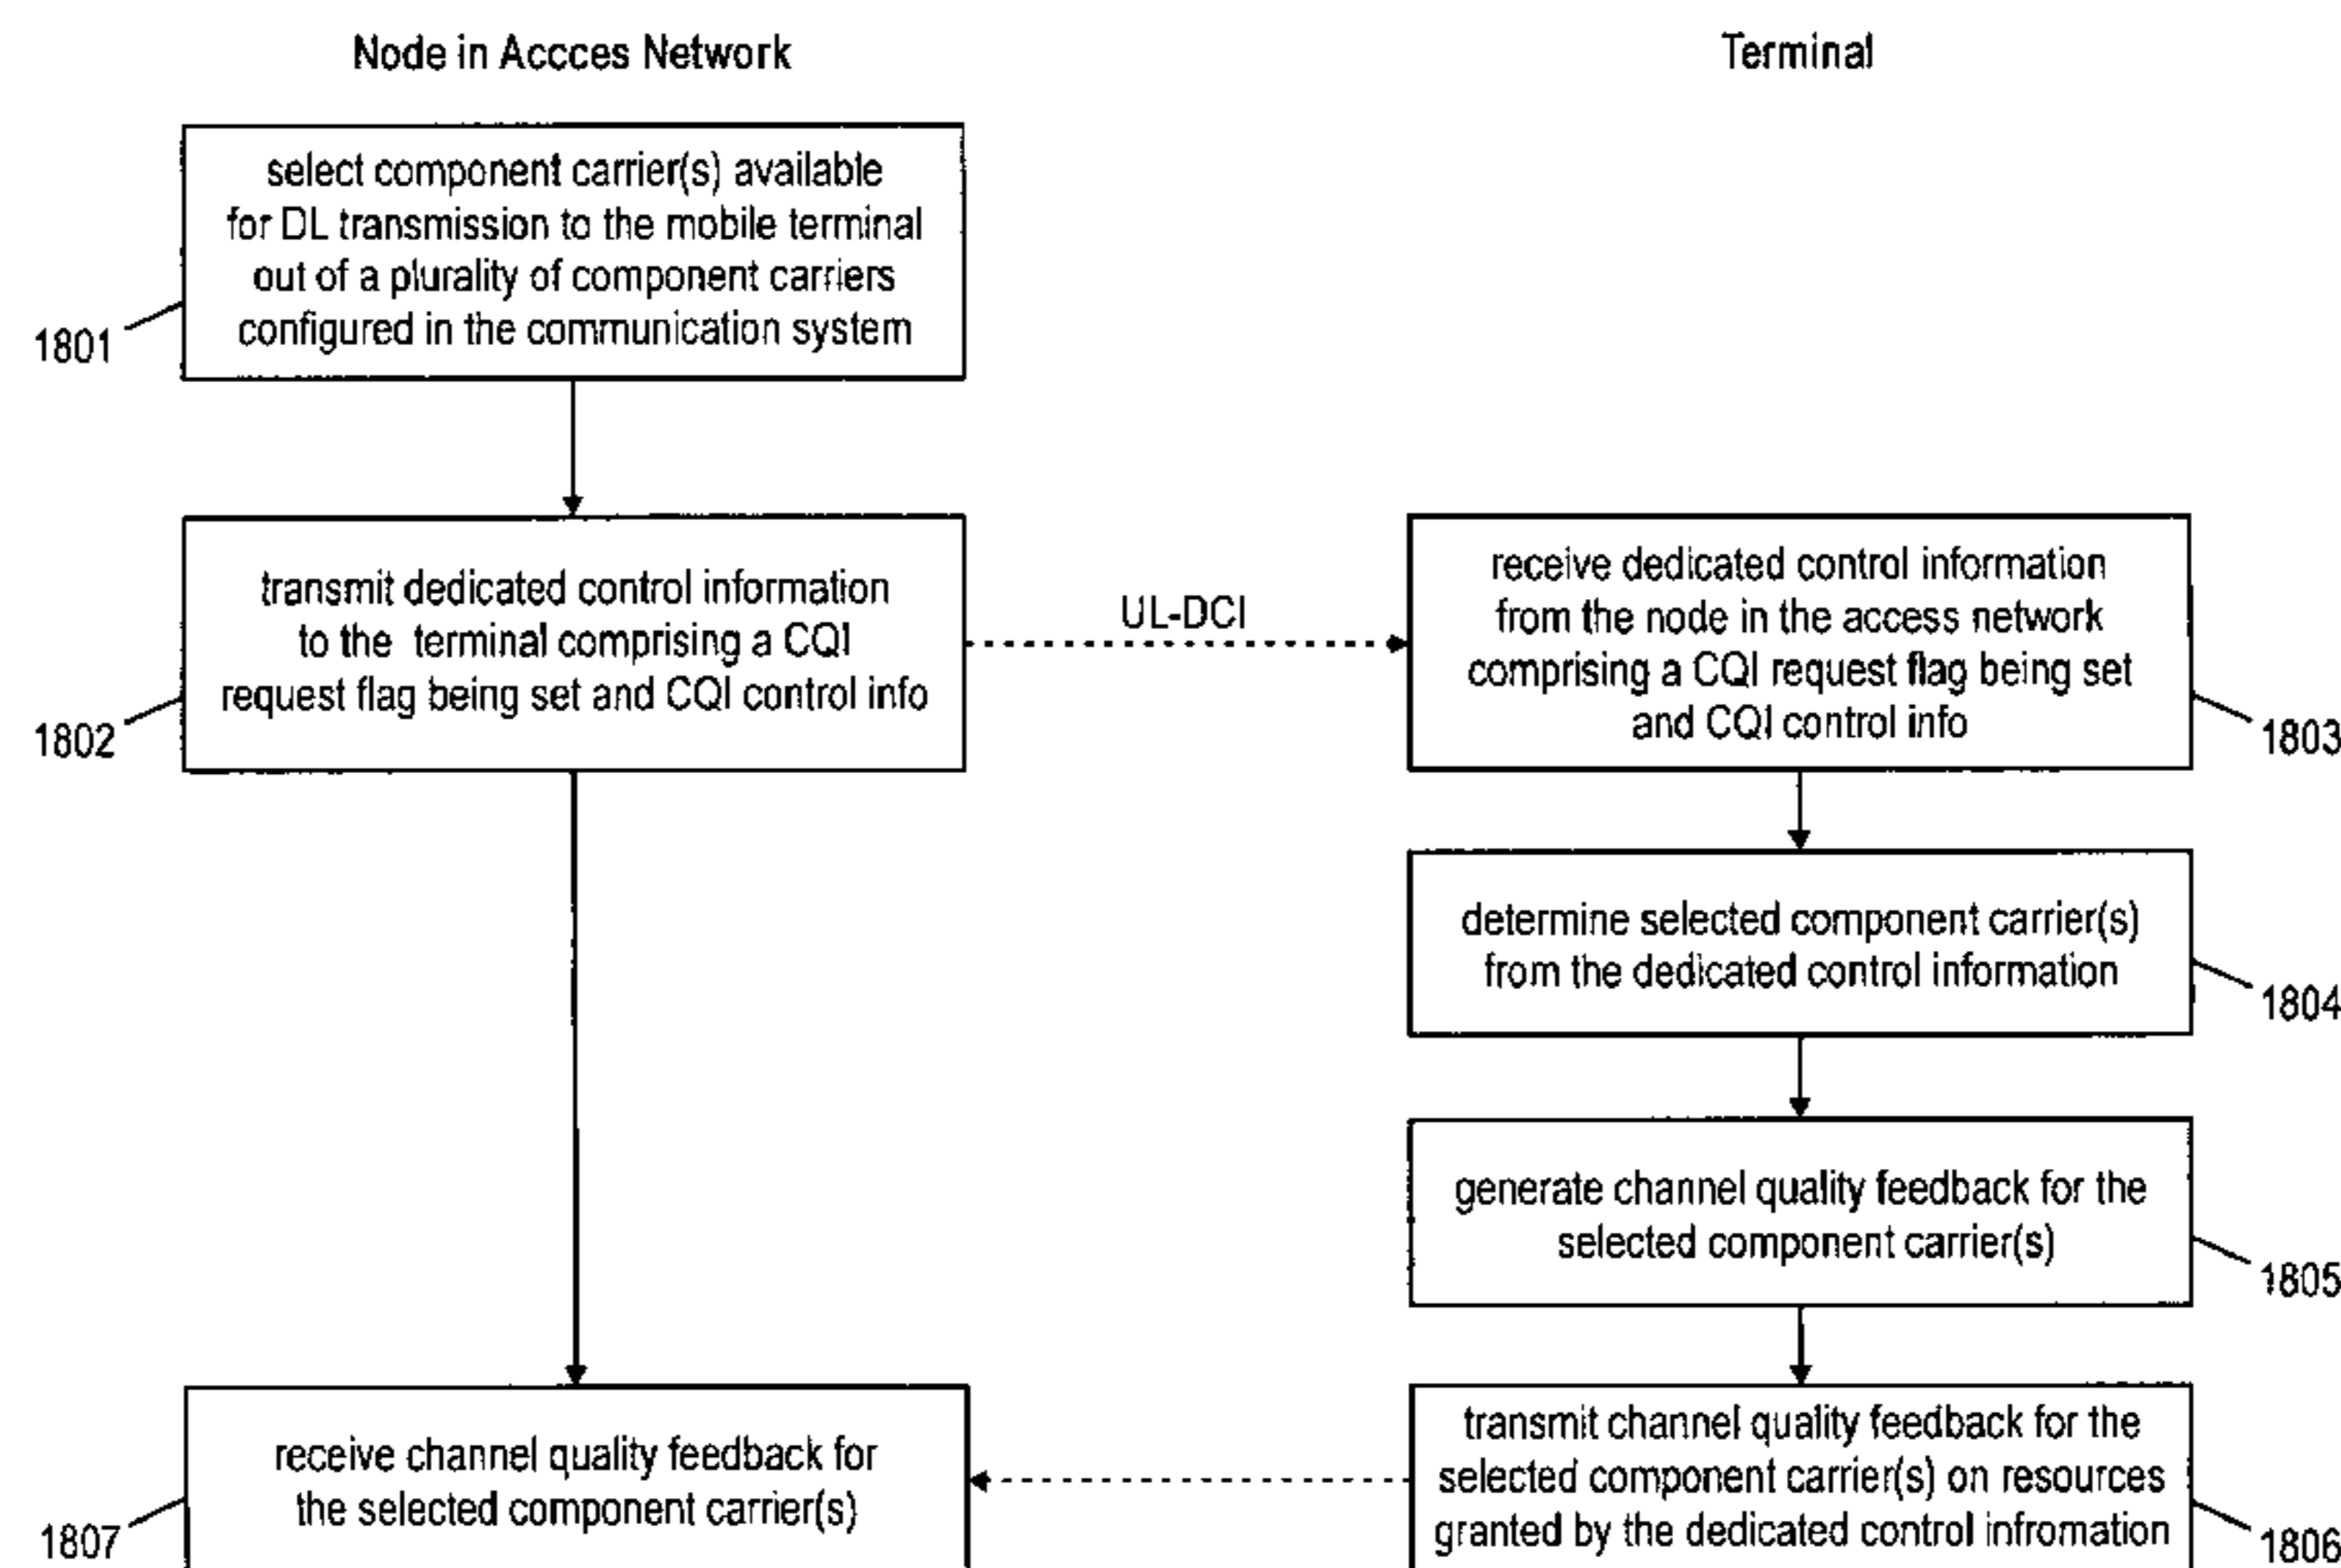 Node in Accces Network
Terminal
select component carrier(s) available
for DL transmission to the mobile terminal
out of a plurality of component carriers
configured in the communication system
1801
transmit dedicated control information
to the terminal comprising a CQI
request flag being set and CQI control info
1802
UL-DCI
receive dedicated control information
from the node in the access network
comprising a CQI request flag being set
and CQI control info
1803
determine selected component carrier(s)
from the dedicated control information
1804
generate channel quality feedback for the
selected component carrier(s)
1805
transmit channel quality feedback for the
selected component carrier(s) on resources
granted by the dedicated control infromation
1806
receive channel quality feedback for
the selected component carrier(s)
1807